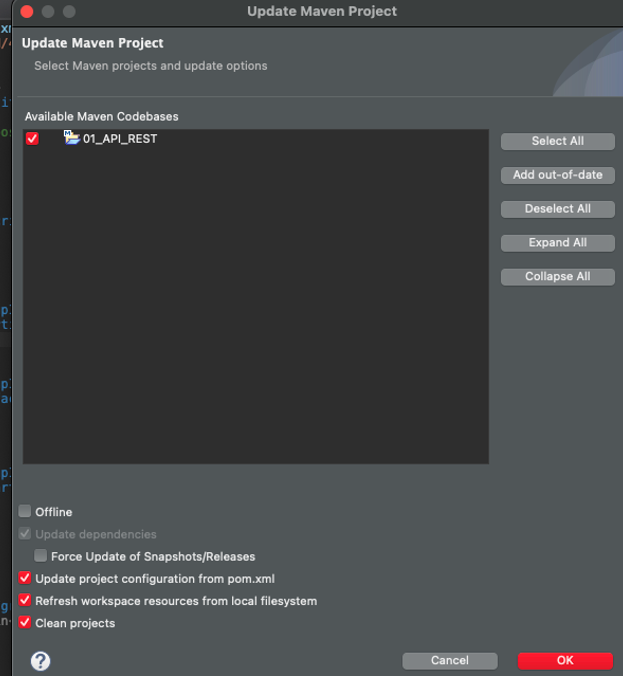 Update Maven Project
Update Maven Project
Select Maven projects and update options
Available Maven Codebases
01_API_REST
Select All
Add out-of-date
Deselect All
Expand All
Collapse All
Offline
Update dependencies
Force Update of Snapshots/Releases
Update project configuration from pom.xml
Refresh workspace resources from local filesystem
Clean projects
?
Cancel
OK